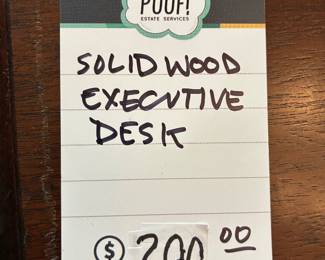 POOF!
ESTATE SERVICES
SOLID WOOD
EXECUTIVE
DESK
$ 200 00